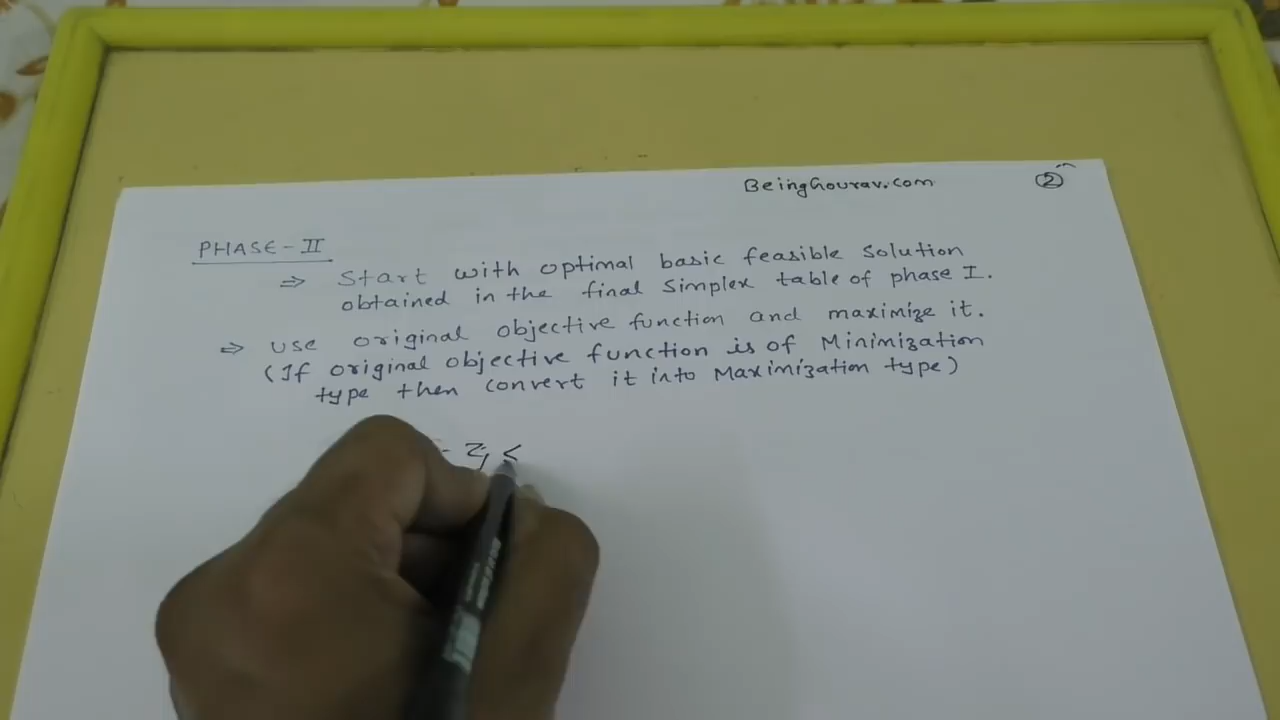 BeingGourav.com
②
PHASE-II
⇒ Start with optimal basic feasible solution
obtained in the final simplex table of phase I.
⇒ Use original objective function and maximize it.
(If original objective function is of Minimization
type then convert it into Maximization type)
- Zj <